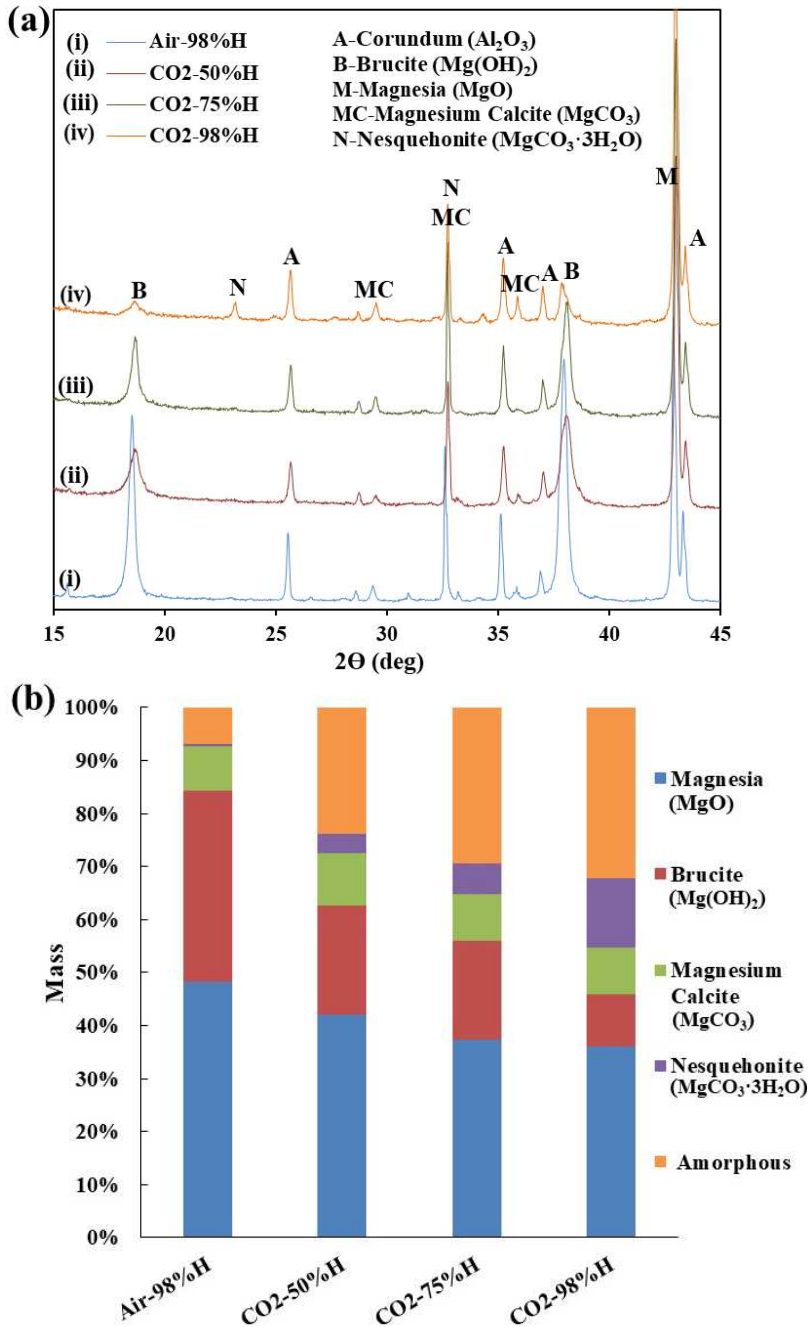 (a)
(i) Air-98%H
(ii) CO2-50%H
(iii) CO2-75%H
(iv) CO2-98%H
A-Corundum (Al₂O₃)
B-Brucite (Mg(OH)₂)
M-Magnesia (MgO)
MC-Magnesium Calcite (MgCO₃)
N-Nesquehonite (MgCO₃·3H₂O)
N
MC
M
A
A
A
B
MC
B
N
MC
A
(iv)
(iii)
(ii)
(i)
15 20 25 30 35 40 45
2Θ (deg)
(b)
Mass
100%
90%
80%
70%
60%
50%
40%
30%
20%
10%
0%
Air-98%H
CO2-50%H
CO2-75%H
CO2-98%H
Magnesia
(MgO)
Brucite
(Mg(OH)₂)
Magnesium
Calcite
(MgCO₃)
Nesquehonite
(MgCO₃·3H₂O)
Amorphous